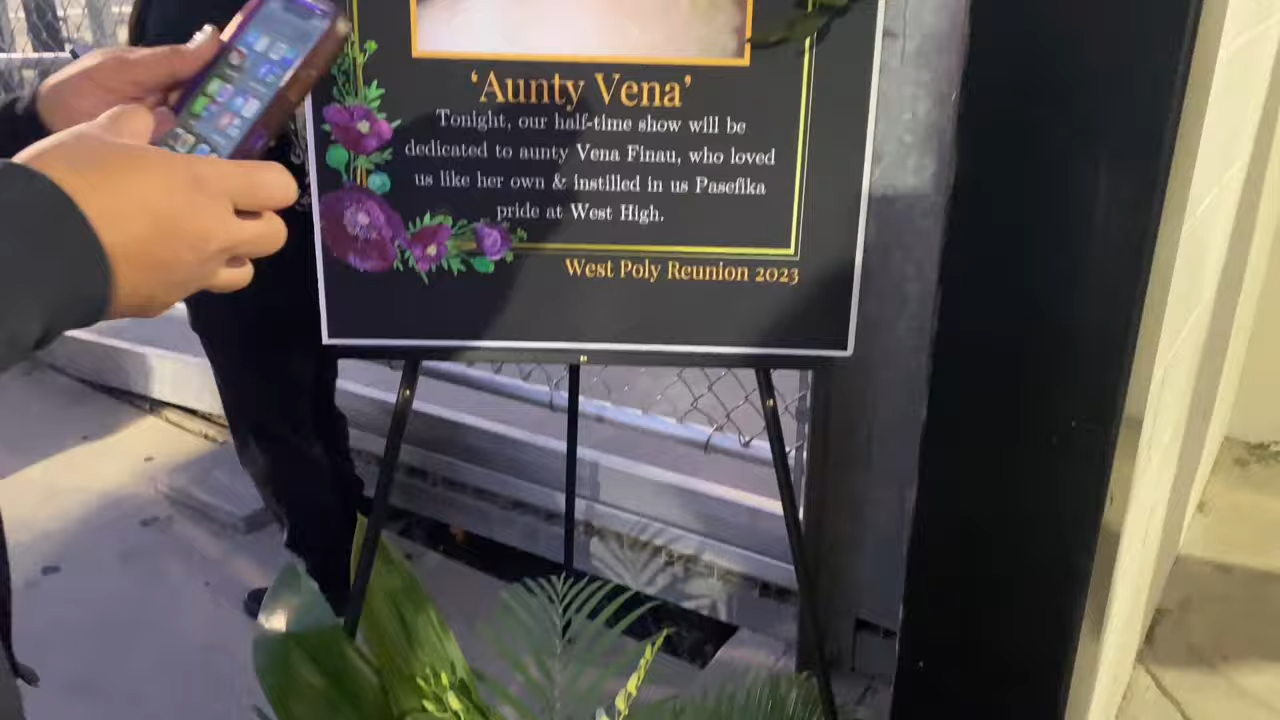 ‘Aunty Vena’
Tonight, our half-time show will be
dedicated to aunty Vena Finau, who loved
us like her own & instilled in us Pasefika
pride at West High.
West Poly Reunion 2023